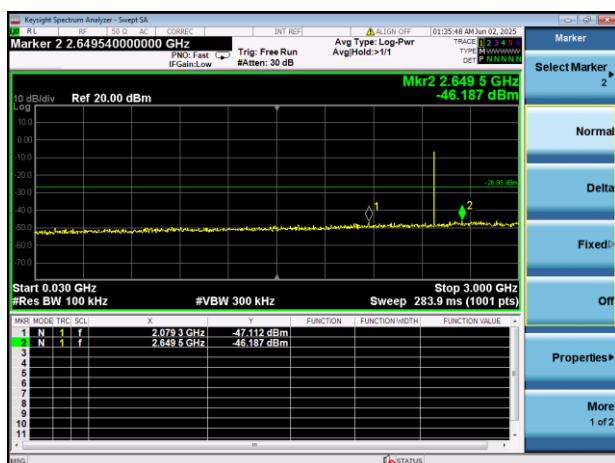 Keysight Spectrum Analyzer - Swept SA
RL RF 50 Ω AC CORREC INT REF ALIGN OFF 01:35:48 AM Jun 02, 2025
Marker 2 2.649540000000 GHz
PNO: Fast
IFGain:Low
Trig: Free Run
#Atten: 30 dB
Avg Type: Log-Pwr
Avg|Hold:>1/1
TRACE 1 2 3 4 5 6
TYPE M W W W W W
DET P N N N N N
Mkr2 2.649 5 GHz
-46.187 dBm
10 dB/div Ref 20.00 dBm
Log
10.0
0.00
-10.0
-20.0
-30.0
-40.0
-50.0
-60.0
-70.0
-26.95 dBm
1
2
Start 0.030 GHz Stop 3.000 GHz
#Res BW 100 kHz #VBW 300 kHz Sweep 283.9 ms (1001 pts)
MKR MODE TRC SCL X Y FUNCTION FUNCTION WIDTH FUNCTION VALUE
1 N 1 f 2.079 3 GHz -47.112 dBm
2 N 1 f 2.649 5 GHz -46.187 dBm
3
4
5
6
7
8
9
10
11
MSG STATUS
Marker
Select Marker
2
Normal
Delta
Fixed
Off
Properties
More
1 of 2